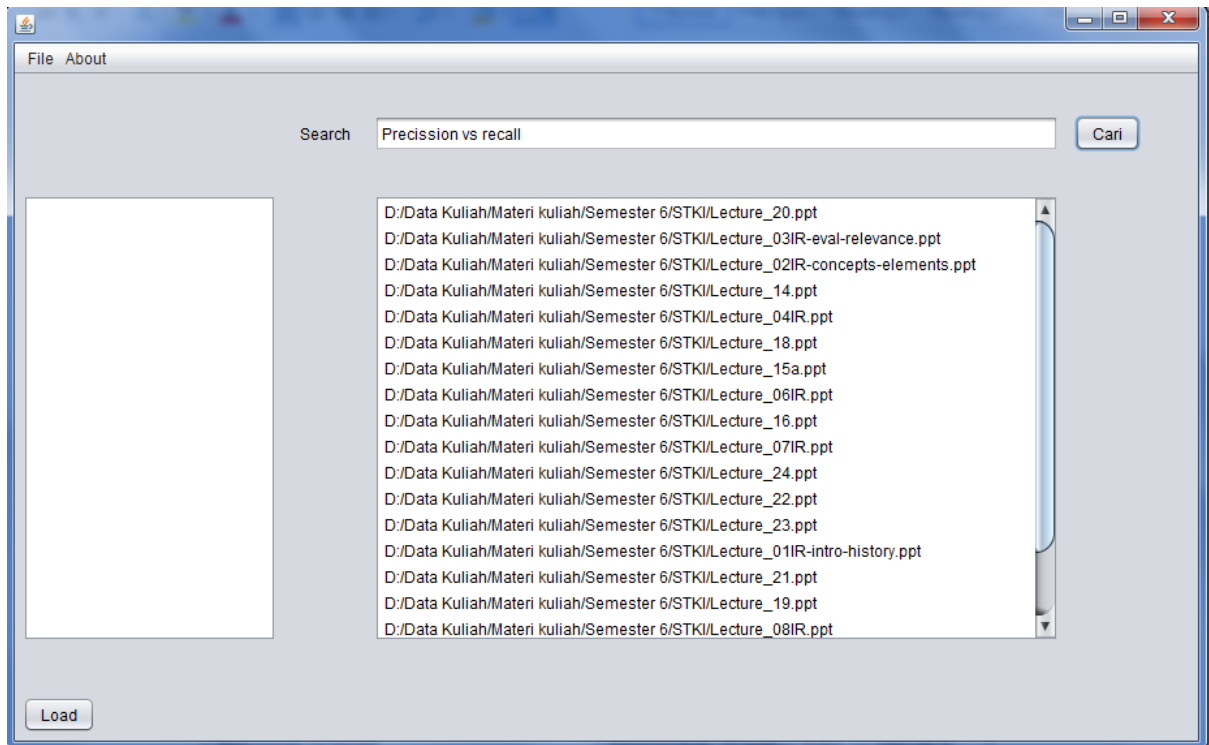 File About
Search Precission vs recall Cari
D:/Data Kuliah/Materi kuliah/Semester 6/STKI/Lecture_20.ppt
D:/Data Kuliah/Materi kuliah/Semester 6/STKI/Lecture_03IR-eval-relevance.ppt
D:/Data Kuliah/Materi kuliah/Semester 6/STKI/Lecture_02IR-concepts-elements.ppt
D:/Data Kuliah/Materi kuliah/Semester 6/STKI/Lecture_14.ppt
D:/Data Kuliah/Materi kuliah/Semester 6/STKI/Lecture_04IR.ppt
D:/Data Kuliah/Materi kuliah/Semester 6/STKI/Lecture_18.ppt
D:/Data Kuliah/Materi kuliah/Semester 6/STKI/Lecture_15a.ppt
D:/Data Kuliah/Materi kuliah/Semester 6/STKI/Lecture_06IR.ppt
D:/Data Kuliah/Materi kuliah/Semester 6/STKI/Lecture_16.ppt
D:/Data Kuliah/Materi kuliah/Semester 6/STKI/Lecture_07IR.ppt
D:/Data Kuliah/Materi kuliah/Semester 6/STKI/Lecture_24.ppt
D:/Data Kuliah/Materi kuliah/Semester 6/STKI/Lecture_22.ppt
D:/Data Kuliah/Materi kuliah/Semester 6/STKI/Lecture_23.ppt
D:/Data Kuliah/Materi kuliah/Semester 6/STKI/Lecture_01IR-intro-history.ppt
D:/Data Kuliah/Materi kuliah/Semester 6/STKI/Lecture_21.ppt
D:/Data Kuliah/Materi kuliah/Semester 6/STKI/Lecture_19.ppt
D:/Data Kuliah/Materi kuliah/Semester 6/STKI/Lecture_08IR.ppt
Load